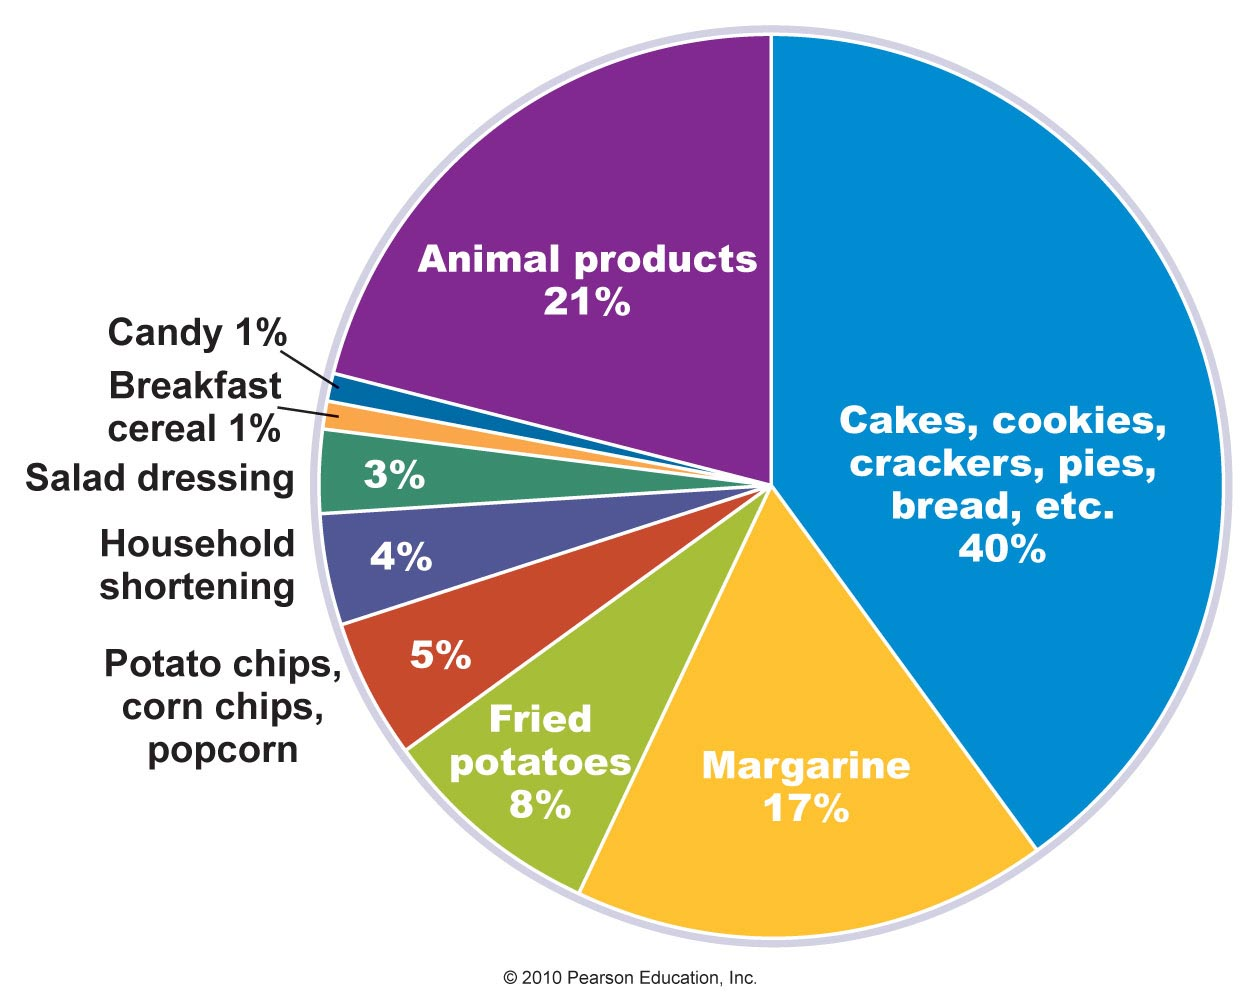 Animal products
21%
Candy 1%
Breakfast
cereal 1%
Salad dressing
3%
Household
shortening
4%
Potato chips,
corn chips,
popcorn
5%
Fried
potatoes
8%
Margarine
17%
Cakes, cookies,
crackers, pies,
bread, etc.
40%
© 2010 Pearson Education, Inc.